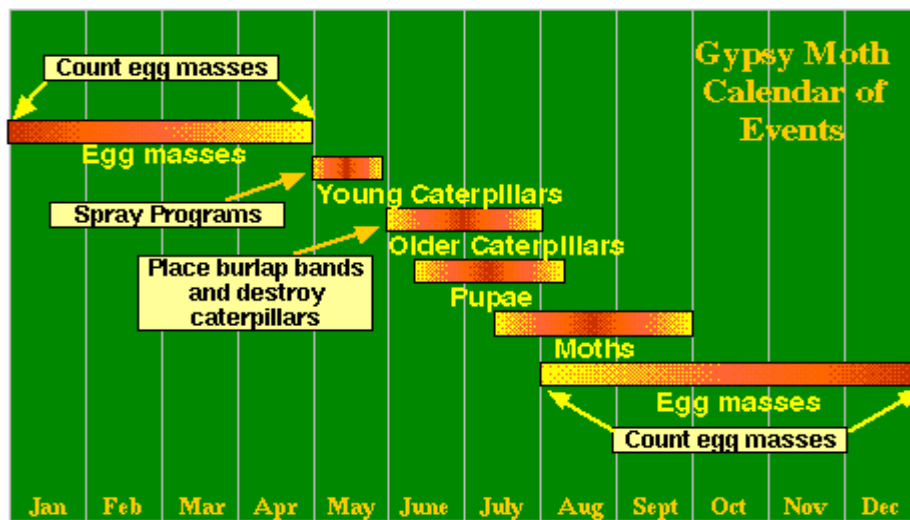 Count egg masses
Gypsy Moth
Calendar of
Events
Egg masses
Young Caterpillars
Spray Programs
Older Caterpillars
Place burlap bands
and destroy
caterpillars
Pupae
Moths
Egg masses
Count egg masses
Jan Feb Mar Apr May June July Aug Sept Oct Nov Dec